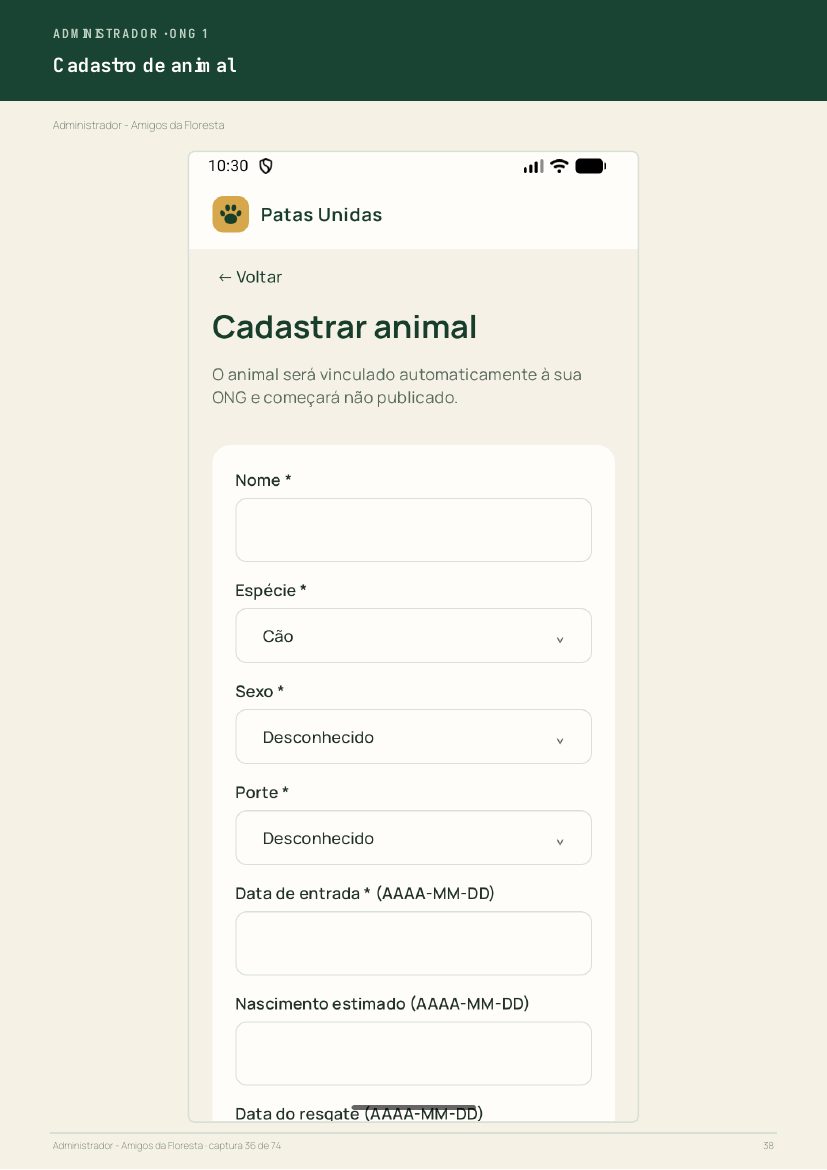 ADMINISTRADOR · ONG 1
Cadastro de animal
Administrador - Amigos da Floresta
10:30
Patas Unidas
← Voltar
Cadastrar animal
O animal será vinculado automaticamente à sua
ONG e começará não publicado.
Nome *
Espécie *
Cão
Sexo *
Desconhecido
Porte *
Desconhecido
Data de entrada * (AAAA-MM-DD)
Nascimento estimado (AAAA-MM-DD)
Data do resgate (AAAA-MM-DD)
Administrador - Amigos da Floresta · captura 36 de 74
38